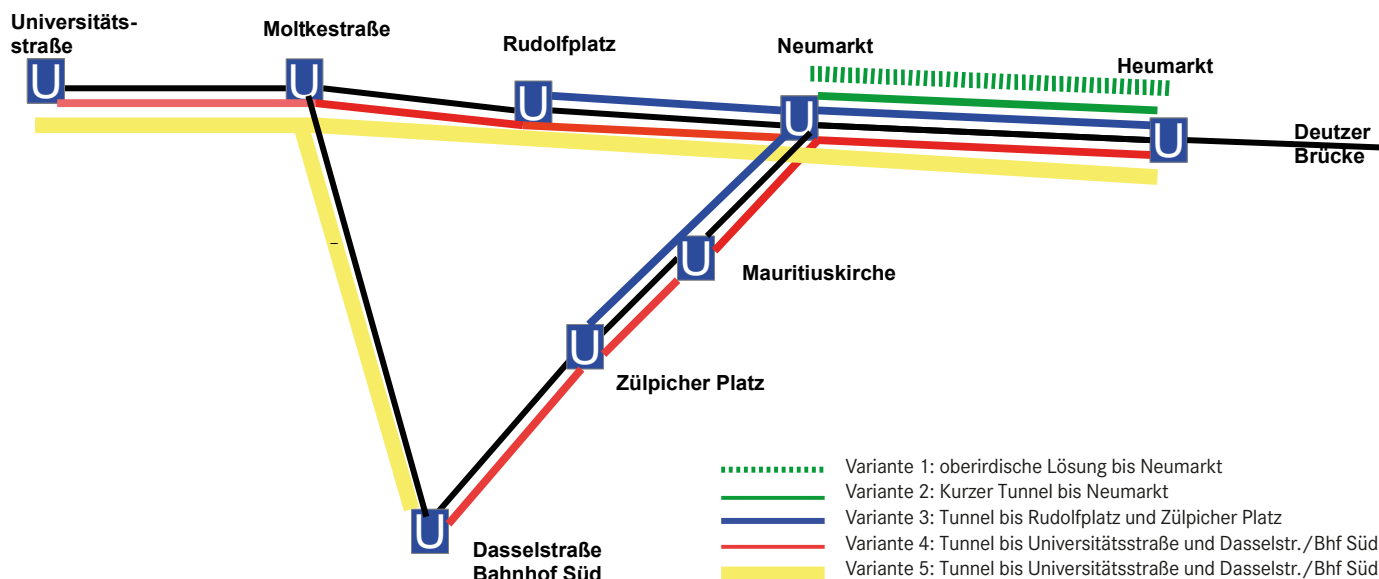 Universitäts-
straße
Moltkestraße
Rudolfplatz
Neumarkt
Heumarkt
U
U
U
U
U
Deutzer
Brücke
U
Mauritiuskirche
U
Zülpicher Platz
U
Dasselstraße
Bahnhof Süd
Variante 1: oberirdische Lösung bis Neumarkt
Variante 2: Kurzer Tunnel bis Neumarkt
Variante 3: Tunnel bis Rudolfplatz und Zülpicher Platz
Variante 4: Tunnel bis Universitätsstraße und Dasselstr./Bhf Süd
Variante 5: Tunnel bis Universitätsstraße und Dasselstr./Bhf Süd